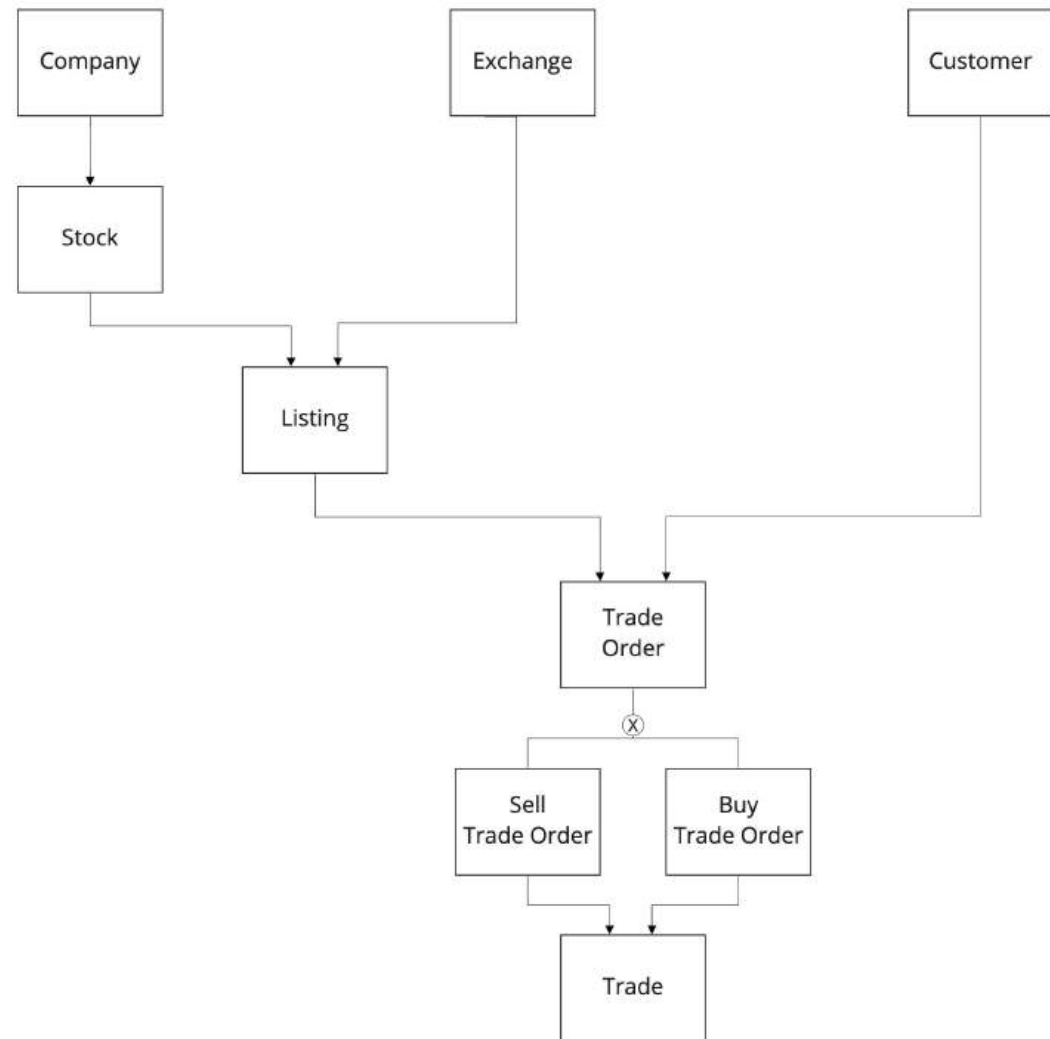 Company
Exchange
Customer
Stock
Listing
Trade
Order
X
Sell
Trade Order
Buy
Trade Order
Trade